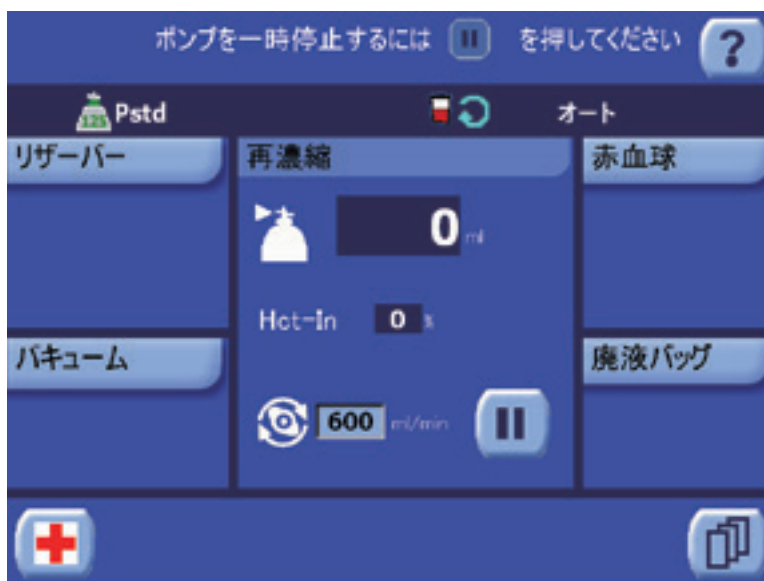 ポンプを一時停止するには を押してください ?
125 Pstd オート
リザーバー
再濃縮
赤血球
0 ml
Hct-In 0 %
バキューム
廃液バッグ
600 ml/min